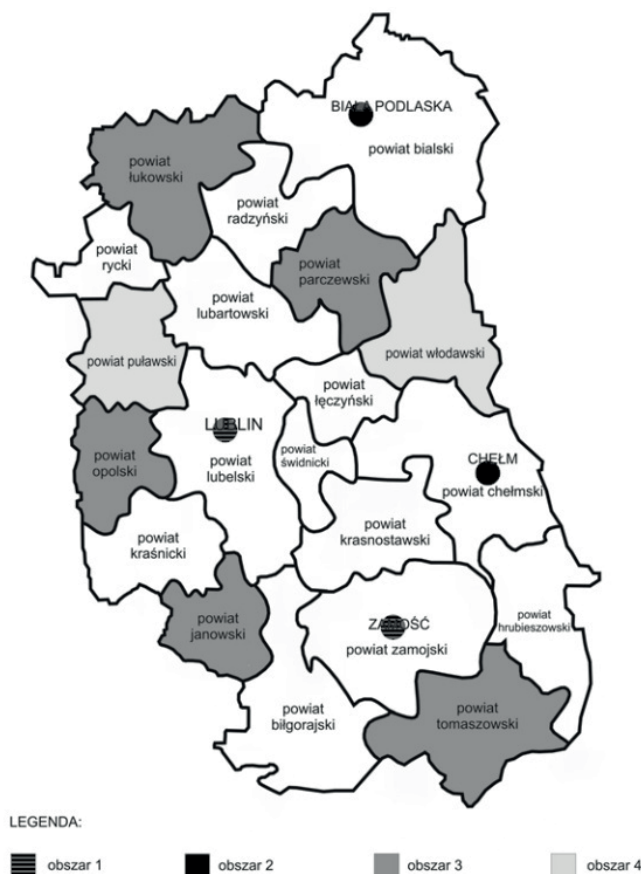 BIAŁA PODLASKA
powiat bialski
powiat
łukowski
powiat
radzyński
powiat
rycki
powiat
parczewski
powiat
lubartowski
powiat puławski
powiat włodawski
powiat
łęczyński
LUBLIN
powiat
lubelski
powiat
świdnicki
powiat
opolski
CHEŁM
powiat chełmski
powiat
kraśnicki
powiat
krasnostawski
powiat
janowski
ZAMOŚĆ
powiat zamojski
powiat
hrubieszowski
powiat
biłgorajski
powiat
tomaszowski
LEGENDA:
obszar 1
obszar 2
obszar 3
obszar 4